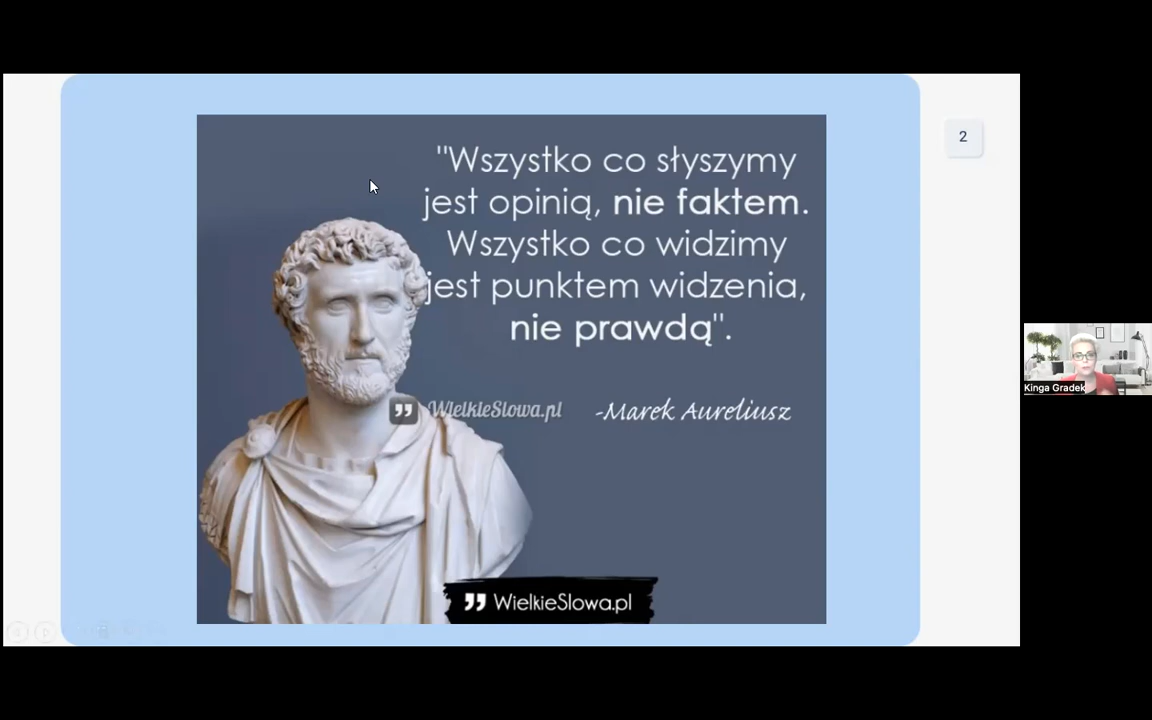 "Wszystko co słyszymy
jest opinią, nie faktem.
Wszystko co widzimy
jest punktem widzenia,
nie prawdą".
WielkieSlowa.pl
-Marek Aureliusz
WielkieSlowa.pl
2
Kinga Gradek